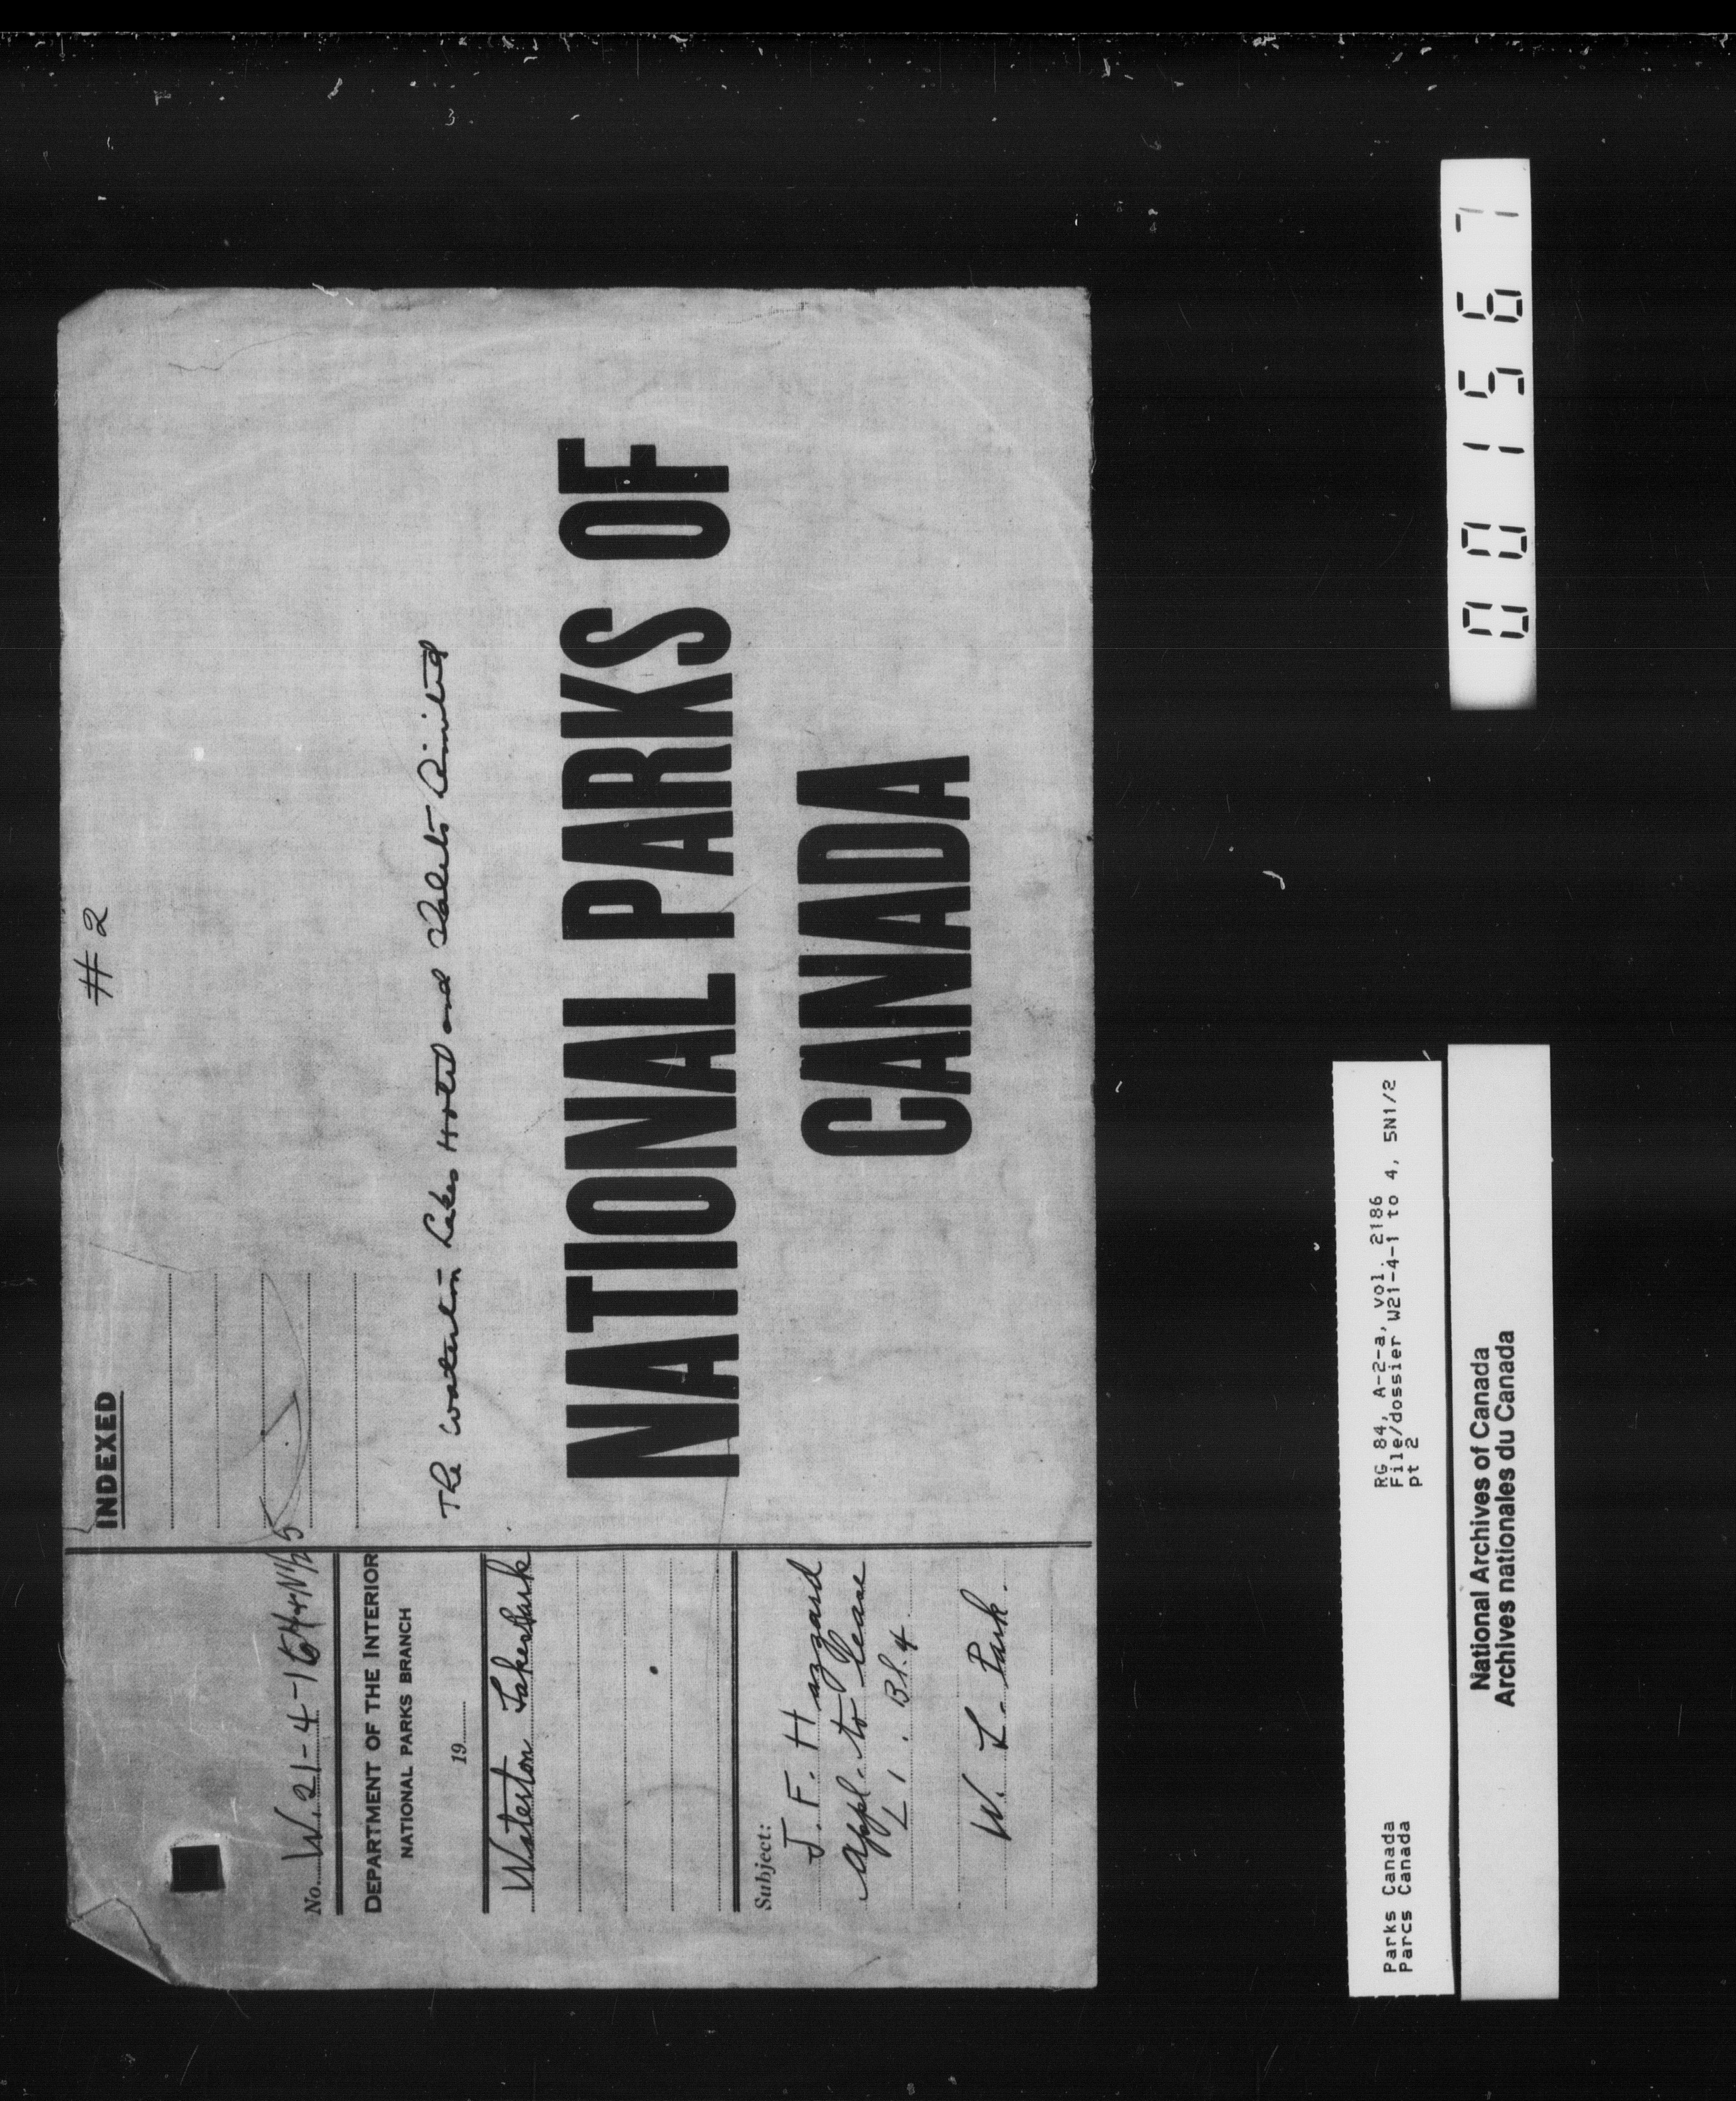 INDEXED
# 2
No. W. 21-4-1 to 4 + N½ 5
DEPARTMENT OF THE INTERIOR
NATIONAL PARKS BRANCH
19
Waterton Lakes Park
Subject:
J. F. Hazzard
Appl. to lease
L 1. Bl. 4
W. L. Park.
The Waterton Lakes Hotel and Chalets Limited
NATIONAL PARKS OF
CANADA
Parks Canada
Parcs Canada
RG 84, A-2-a, vol. 2186
File/dossier W21-4-1 to 4, 5N1/2
pt 2
National Archives of Canada
Archives nationales du Canada
001567